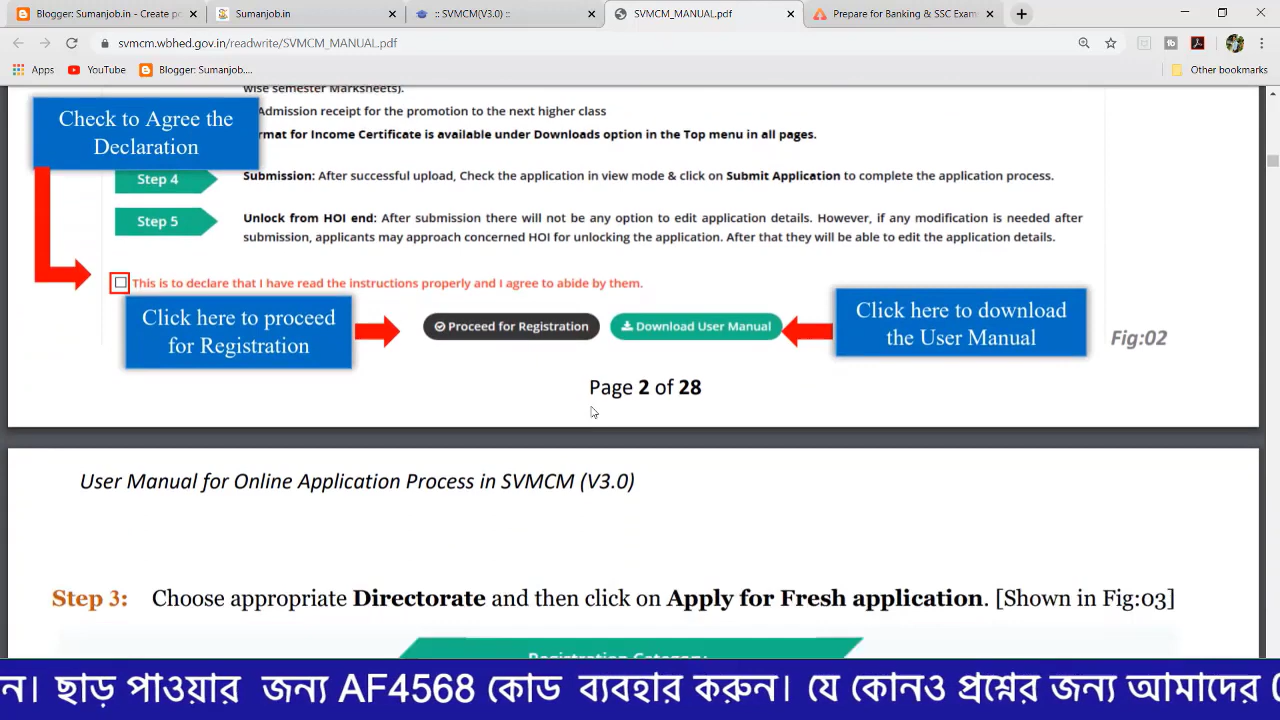 Blogger: Sumanjob.in - Create po
Sumanjob.in
:: SVMCM(V3.0) ::
SVMCM_MANUAL.pdf
Prepare for Banking & SSC Exam
svmcm.wbhed.gov.in/readwrite/SVMCM_MANUAL.pdf
Apps
YouTube
Blogger: Sumanjob....
Other bookmarks
wise semester Marksheets).
Admission receipt for the promotion to the next higher class
Check to Agree the
Declaration
ormat for Income Certificate is available under Downloads option in the Top menu in all pages.
Step 4
Submission: After successful upload, Check the application in view mode & click on Submit Application to complete the application process.
Step 5
Unlock from HOI end: After submission there will not be any option to edit application details. However, if any modification is needed after
submission, applicants may approach concerned HOI for unlocking the application. After that they will be able to edit the application details.
This is to declare that I have read the instructions properly and I agree to abide by them.
Click here to proceed
for Registration
Proceed for Registration
Download User Manual
Click here to download
the User Manual
Fig:02
Page 2 of 28
User Manual for Online Application Process in SVMCM (V3.0)
Step 3: Choose appropriate Directorate and then click on Apply for Fresh application. [Shown in Fig:03]
Registration Category
ন। ছাড় পাওয়ার জন্য AF4568 কোড ব্যবহার করুন। যে কোনও প্রশ্নের জন্য আমাদের